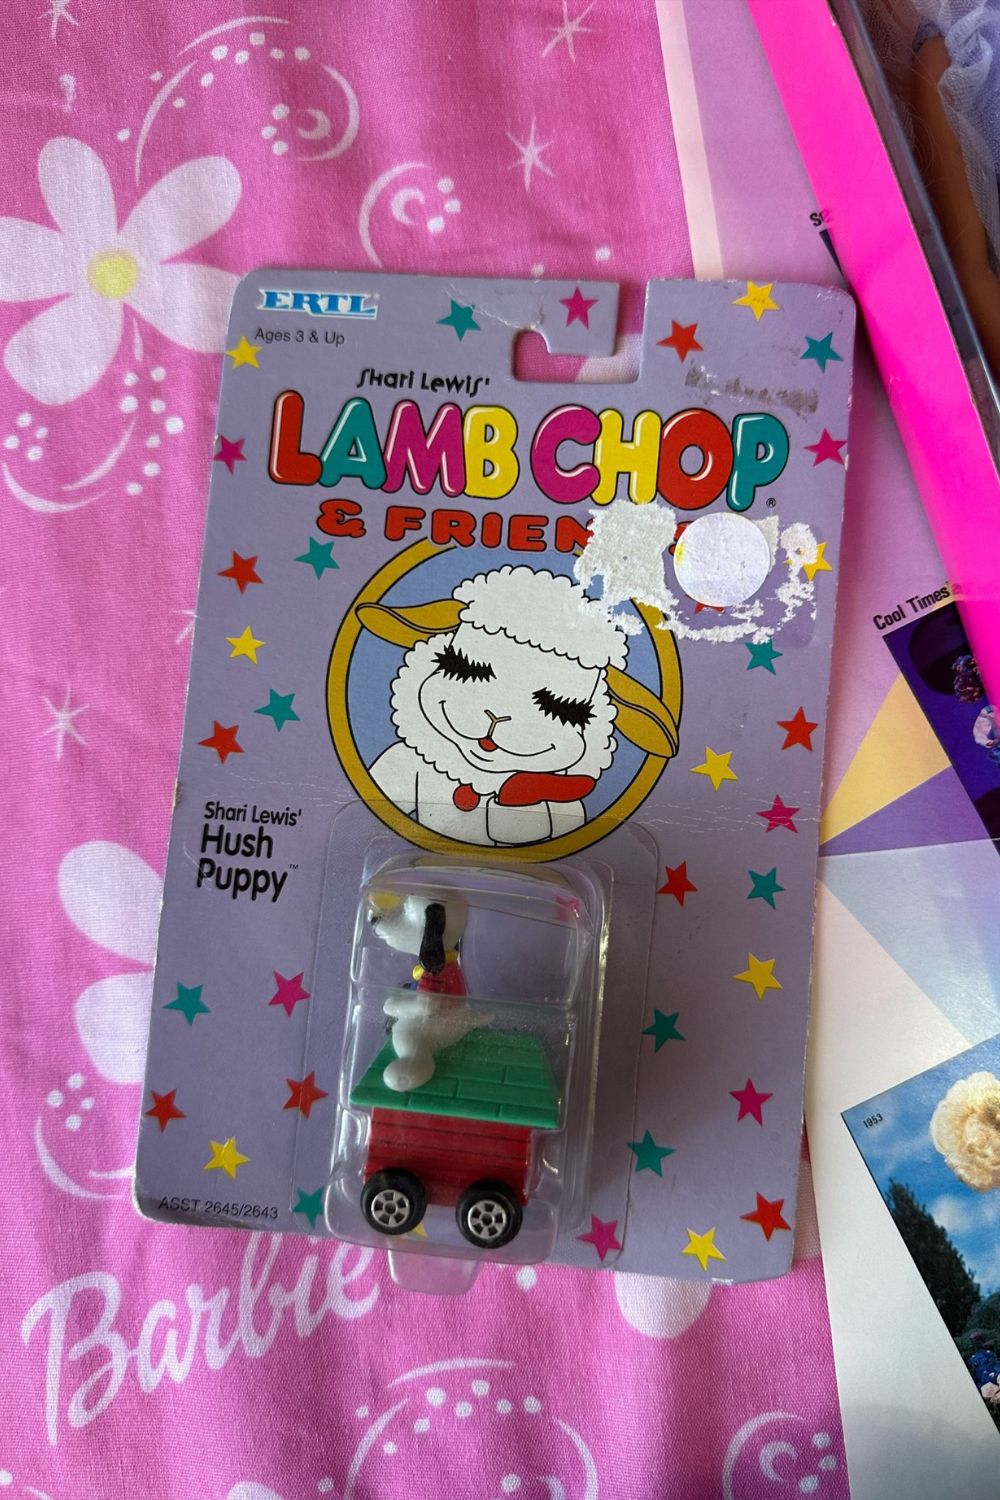 ERTL
Ages 3 & Up
Shari Lewis'
LAMB CHOP®
& FRIEN
Shari Lewis'
Hush
Puppy™
ASST 2645/2643
Barbie
Cool Times
1953